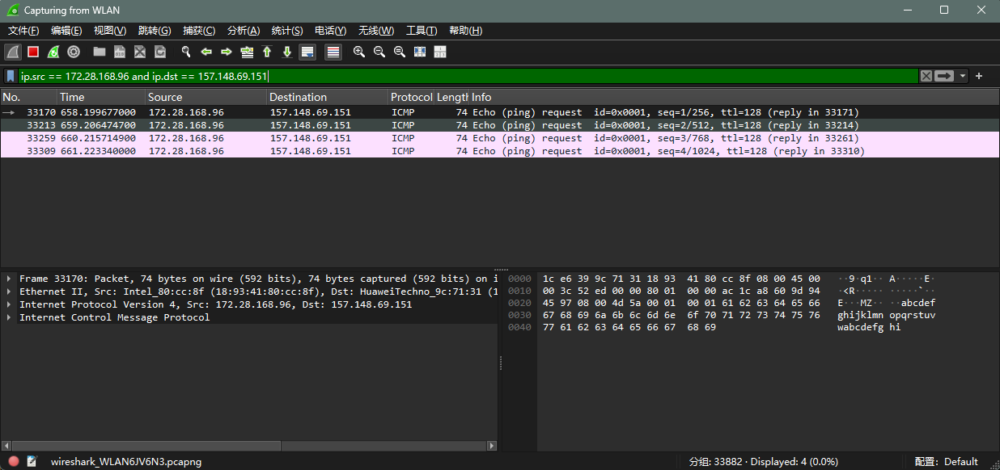 Capturing from WLAN
文件(F) 编辑(E) 视图(V) 跳转(G) 捕获(C) 分析(A) 统计(S) 电话(Y) 无线(W) 工具(T) 帮助(H)
ip.src == 172.28.168.96 and ip.dst == 157.148.69.151
No. Time Source Destination Protocol Length Info
33170 658.199677000 172.28.168.96 157.148.69.151 ICMP 74 Echo (ping) request id=0x0001, seq=1/256, ttl=128 (reply in 33171)
33213 659.206474700 172.28.168.96 157.148.69.151 ICMP 74 Echo (ping) request id=0x0001, seq=2/512, ttl=128 (reply in 33214)
33259 660.215714900 172.28.168.96 157.148.69.151 ICMP 74 Echo (ping) request id=0x0001, seq=3/768, ttl=128 (reply in 33261)
33309 661.223340000 172.28.168.96 157.148.69.151 ICMP 74 Echo (ping) request id=0x0001, seq=4/1024, ttl=128 (reply in 33310)
Frame 33170: Packet, 74 bytes on wire (592 bits), 74 bytes captured (592 bits) on i
Ethernet II, Src: Intel_80:cc:8f (18:93:41:80:cc:8f), Dst: HuaweiTechno_9c:71:31 (1
Internet Protocol Version 4, Src: 172.28.168.96, Dst: 157.148.69.151
Internet Control Message Protocol
0000 1c e6 39 9c 71 31 18 93 41 80 cc 8f 08 00 45 00 ··9·q1·· A·····E·
0010 00 3c 52 ed 00 00 80 01 00 00 ac 1c a8 60 9d 94 ·<R····· ·····`··
0020 45 97 08 00 4d 5a 00 01 00 01 61 62 63 64 65 66 E···MZ·· ··abcdef
0030 67 68 69 6a 6b 6c 6d 6e 6f 70 71 72 73 74 75 76 ghijklmn opqrstuv
0040 77 61 62 63 64 65 66 67 68 69 wabcdefg hi
wireshark_WLAN6JV6N3.pcapng 分组: 33882 · Displayed: 4 (0.0%) 配置: Default